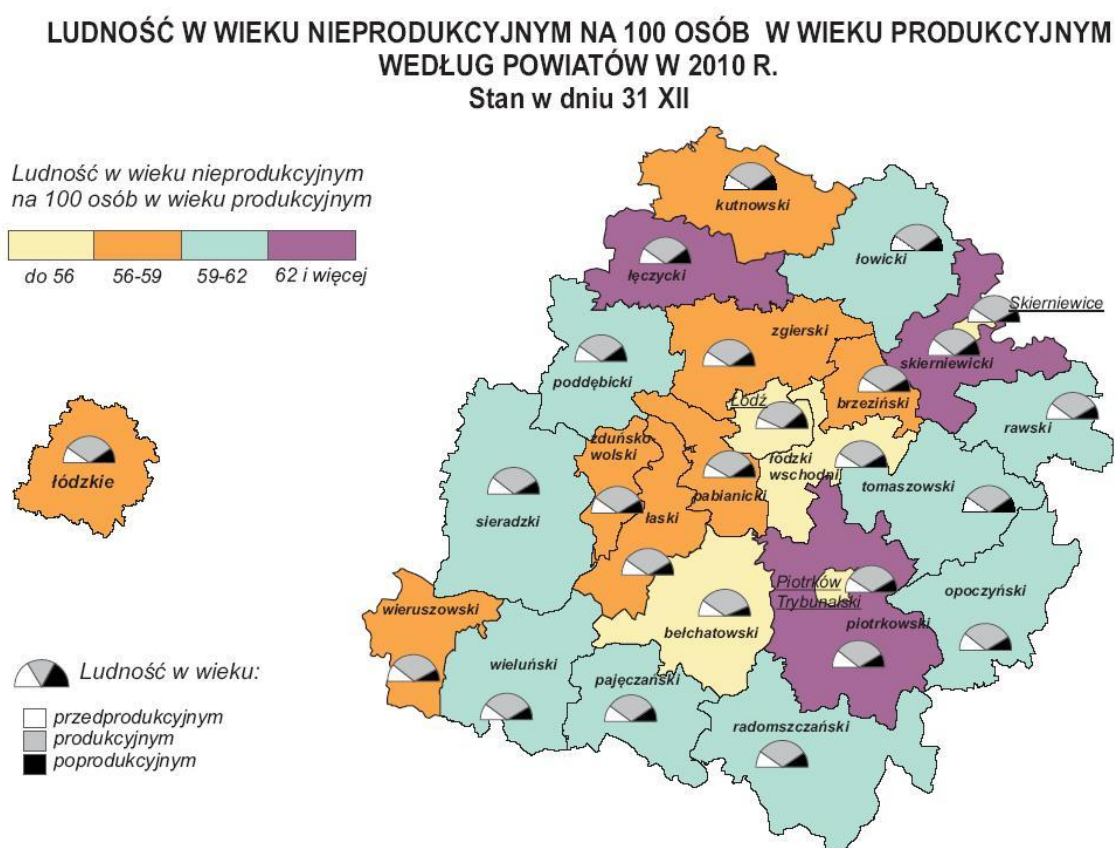 LUDNOŚĆ W WIEKU NIEPRODUKCYJNYM NA 100 OSÓB W WIEKU PRODUKCYJNYM
WEDŁUG POWIATÓW W 2010 R.
Stan w dniu 31 XII
Ludność w wieku nieprodukcyjnym
na 100 osób w wieku produkcyjnym
do 56
56-59
59-62
62 i więcej
kutnowski
łęczycki
łowicki
Skierniewice
zgierski
skierniewicki
poddębicki
brzeziński
Łódź
rawski
zduńsko-
wolski
łódzki
wschodni
łódzkie
pabianicki
tomaszowski
sieradzki
łaski
Piotrków
Trybunalski
opoczyński
wieruszowski
bełchatowski
piotrkowski
wieluński
pajęczański
radomszczański
Ludność w wieku:
przedprodukcyjnym
produkcyjnym
poprodukcyjnym